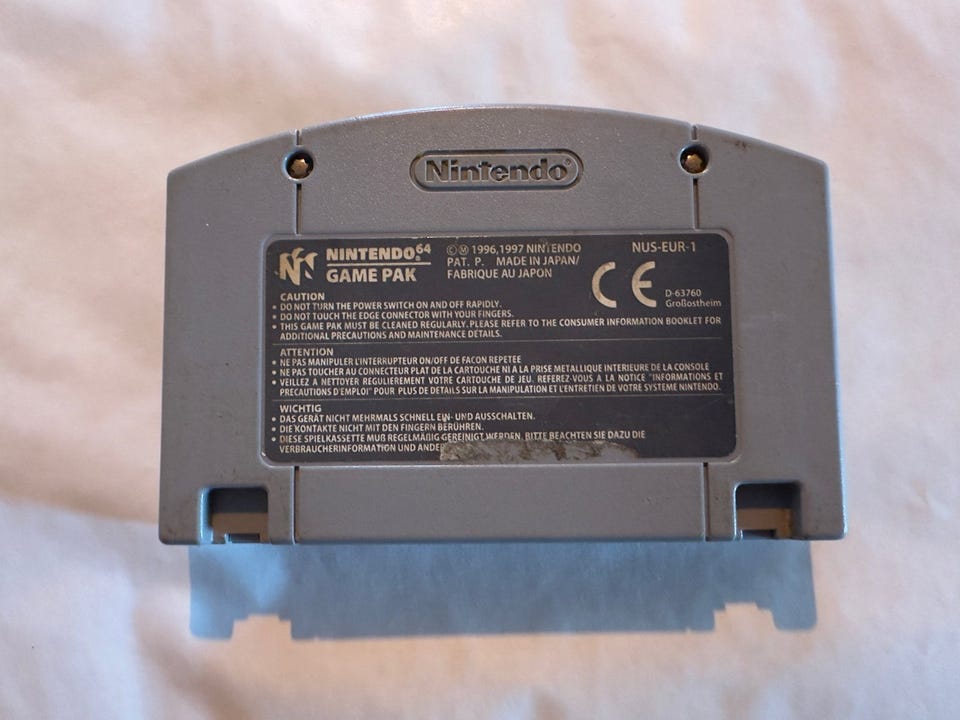 Nintendo®
NINTENDO64
GAME PAK
©Ⓜ 1996,1997 NINTENDO
PAT. P. MADE IN JAPAN/
FABRIQUE AU JAPON
NUS-EUR-1
CE
D-63760
Großostheim
CAUTION
• DO NOT TURN THE POWER SWITCH ON AND OFF RAPIDLY.
• DO NOT TOUCH THE EDGE CONNECTOR WITH YOUR FINGERS.
• THIS GAME PAK MUST BE CLEANED REGULARLY. PLEASE REFER TO THE CONSUMER INFORMATION BOOKLET FOR
ADDITIONAL PRECAUTIONS AND MAINTENANCE DETAILS.
ATTENTION
• NE PAS MANIPULER L'INTERRUPTEUR ON/OFF DE FACON REPETEE
• NE PAS TOUCHER AU CONNECTEUR PLAT DE LA CARTOUCHE NI A LA PRISE METALLIQUE INTERIEURE DE LA CONSOLE
• VEILLEZ A NETTOYER REGULIEREMENT VOTRE CARTOUCHE DE JEU. REFEREZ-VOUS A LA NOTICE "INFORMATIONS ET
PRECAUTIONS D'EMPLOI" POUR PLUS DE DETAILS SUR LA MANIPULATION ET L'ENTRETIEN DE VOTRE SYSTEME NINTENDO.
WICHTIG
• DAS GERÄT NICHT MEHRMALS SCHNELL EIN- UND AUSSCHALTEN.
• DIE KONTAKTE NICHT MIT DEN FINGERN BERÜHREN.
• DIESE SPIELKASSETTE MUß REGELMÄßIG GEREINIGT WERDEN. BITTE BEACHTEN SIE DAZU DIE
VERBRAUCHERINFORMATION UND ANDE